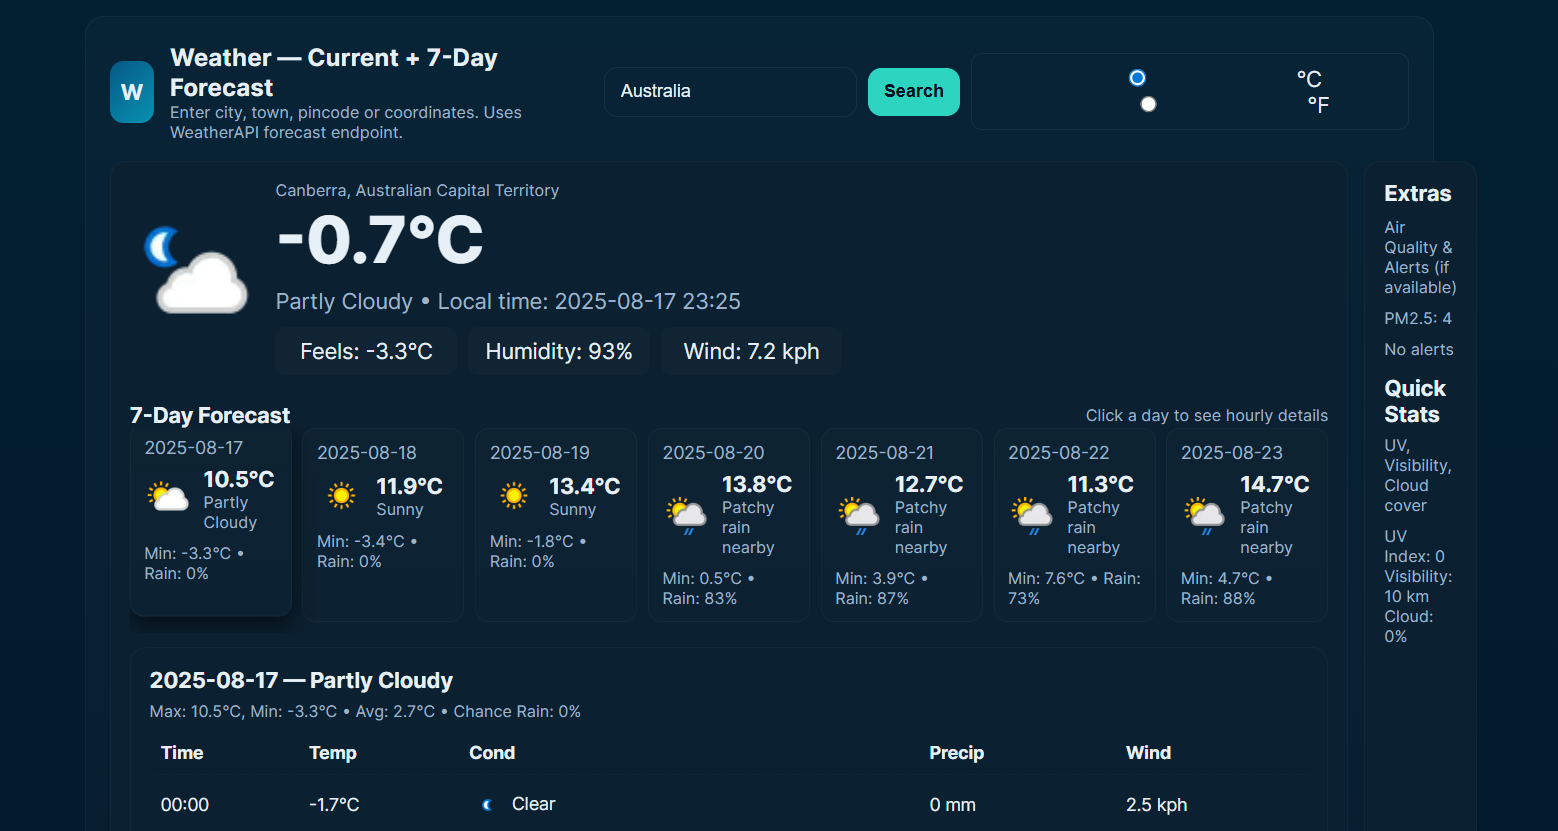 W
Weather — Current + 7-Day
Forecast
Enter city, town, pincode or coordinates. Uses
WeatherAPI forecast endpoint.
Australia
Search
°C
°F
Canberra, Australian Capital Territory
-0.7°C
Partly Cloudy • Local time: 2025-08-17 23:25
Feels: -3.3°C
Humidity: 93%
Wind: 7.2 kph
7-Day Forecast
Click a day to see hourly details
2025-08-17
10.5°C
Partly
Cloudy
Min: -3.3°C •
Rain: 0%
2025-08-18
11.9°C
Sunny
Min: -3.4°C •
Rain: 0%
2025-08-19
13.4°C
Sunny
Min: -1.8°C •
Rain: 0%
2025-08-20
13.8°C
Patchy
rain
nearby
Min: 0.5°C •
Rain: 83%
2025-08-21
12.7°C
Patchy
rain
nearby
Min: 3.9°C •
Rain: 87%
2025-08-22
11.3°C
Patchy
rain
nearby
Min: 7.6°C • Rain:
73%
2025-08-23
14.7°C
Patchy
rain
nearby
Min: 4.7°C •
Rain: 88%
2025-08-17 — Partly Cloudy
Max: 10.5°C, Min: -3.3°C • Avg: 2.7°C • Chance Rain: 0%
Time Temp Cond Precip Wind
00:00 -1.7°C Clear 0 mm 2.5 kph
Extras
Air
Quality &
Alerts (if
available)
PM2.5: 4
No alerts
Quick
Stats
UV,
Visibility,
Cloud
cover
UV
Index: 0
Visibility:
10 km
Cloud:
0%